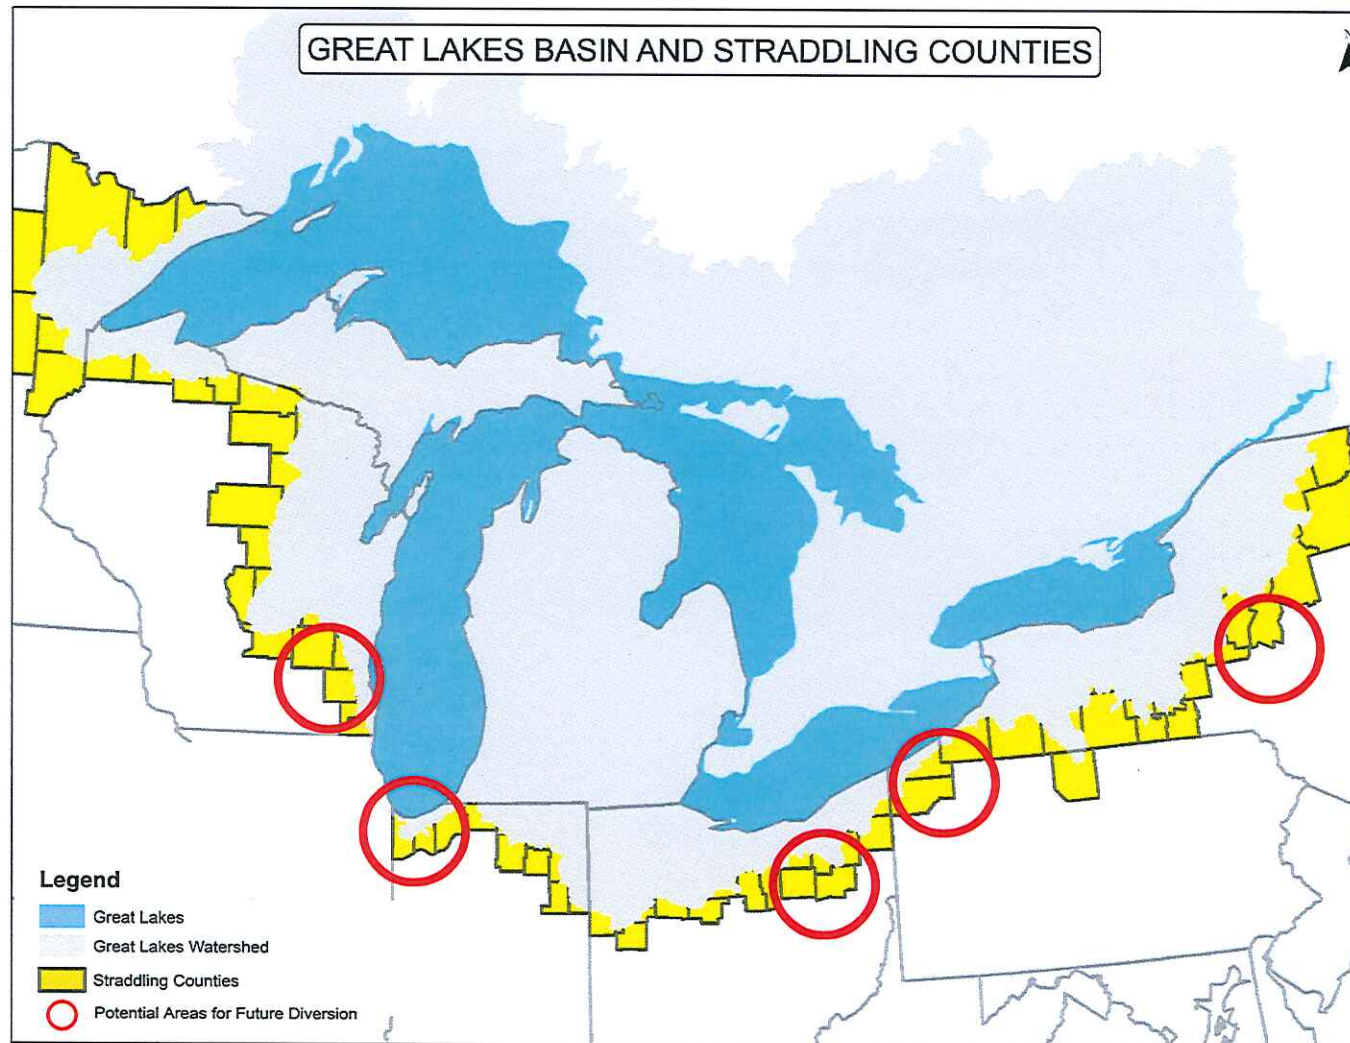 GREAT LAKES BASIN AND STRADDLING COUNTIES
Legend
Great Lakes
Great Lakes Watershed
Straddling Counties
Potential Areas for Future Diversion